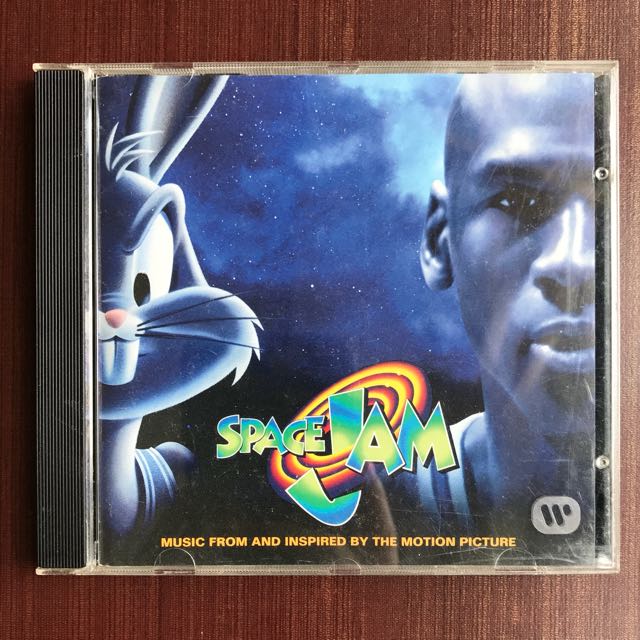 SPACE JAM
MUSIC FROM AND INSPIRED BY THE MOTION PICTURE